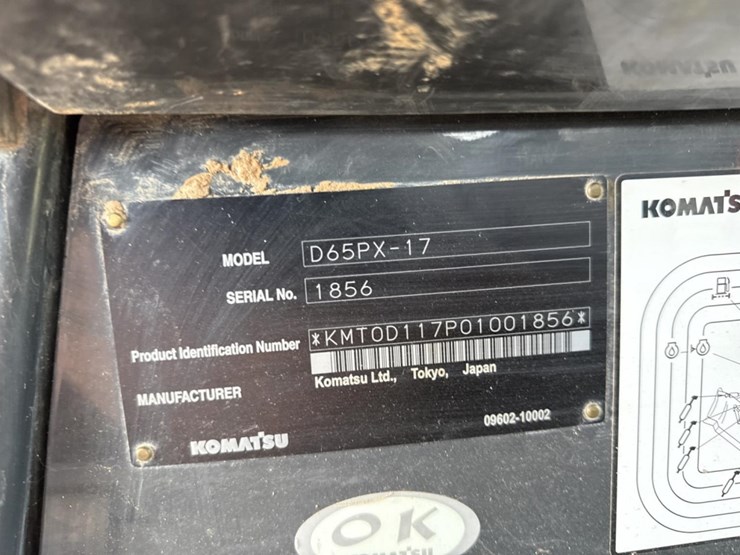 MODEL D65PX-17
SERIAL No. 1856
Product Identification Number *KMT0D117P01001856*
MANUFACTURER Komatsu Ltd., Tokyo, Japan
KOMATSU 09602-10002
KOMATS
OK
KOMATSU